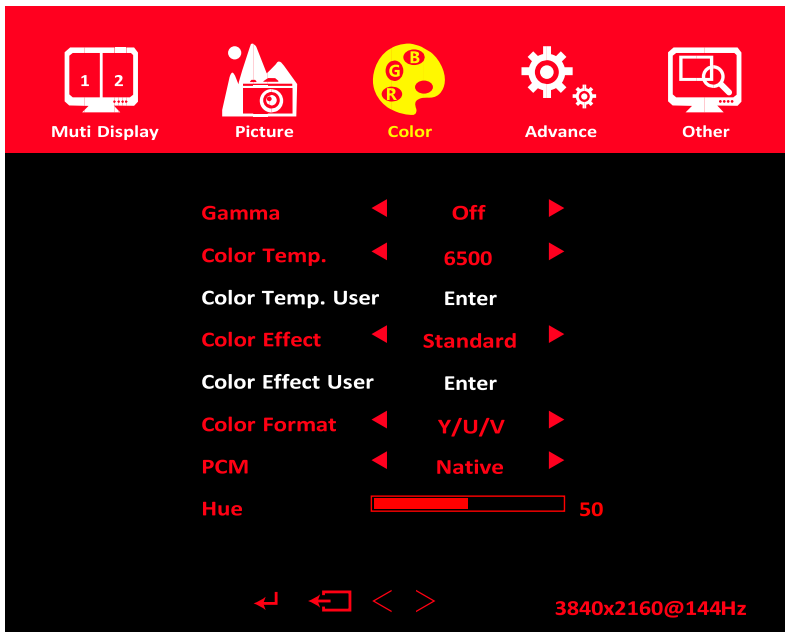 1 2
B
G
R
Muti Display Picture Color Advance Other
Gamma Off
Color Temp. 6500
Color Temp. User Enter
Color Effect Standard
Color Effect User Enter
Color Format Y/U/V
PCM Native
Hue 50
3840x2160@144Hz